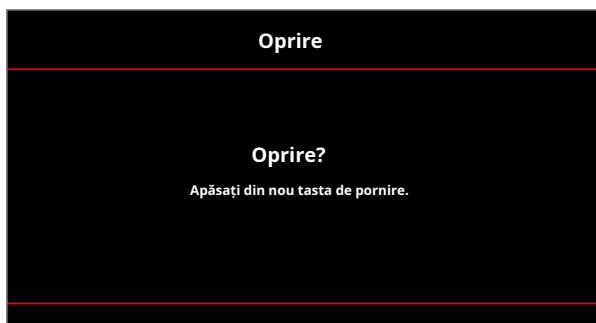 Oprire
Oprire?
Apăsați din nou tasta de pornire.